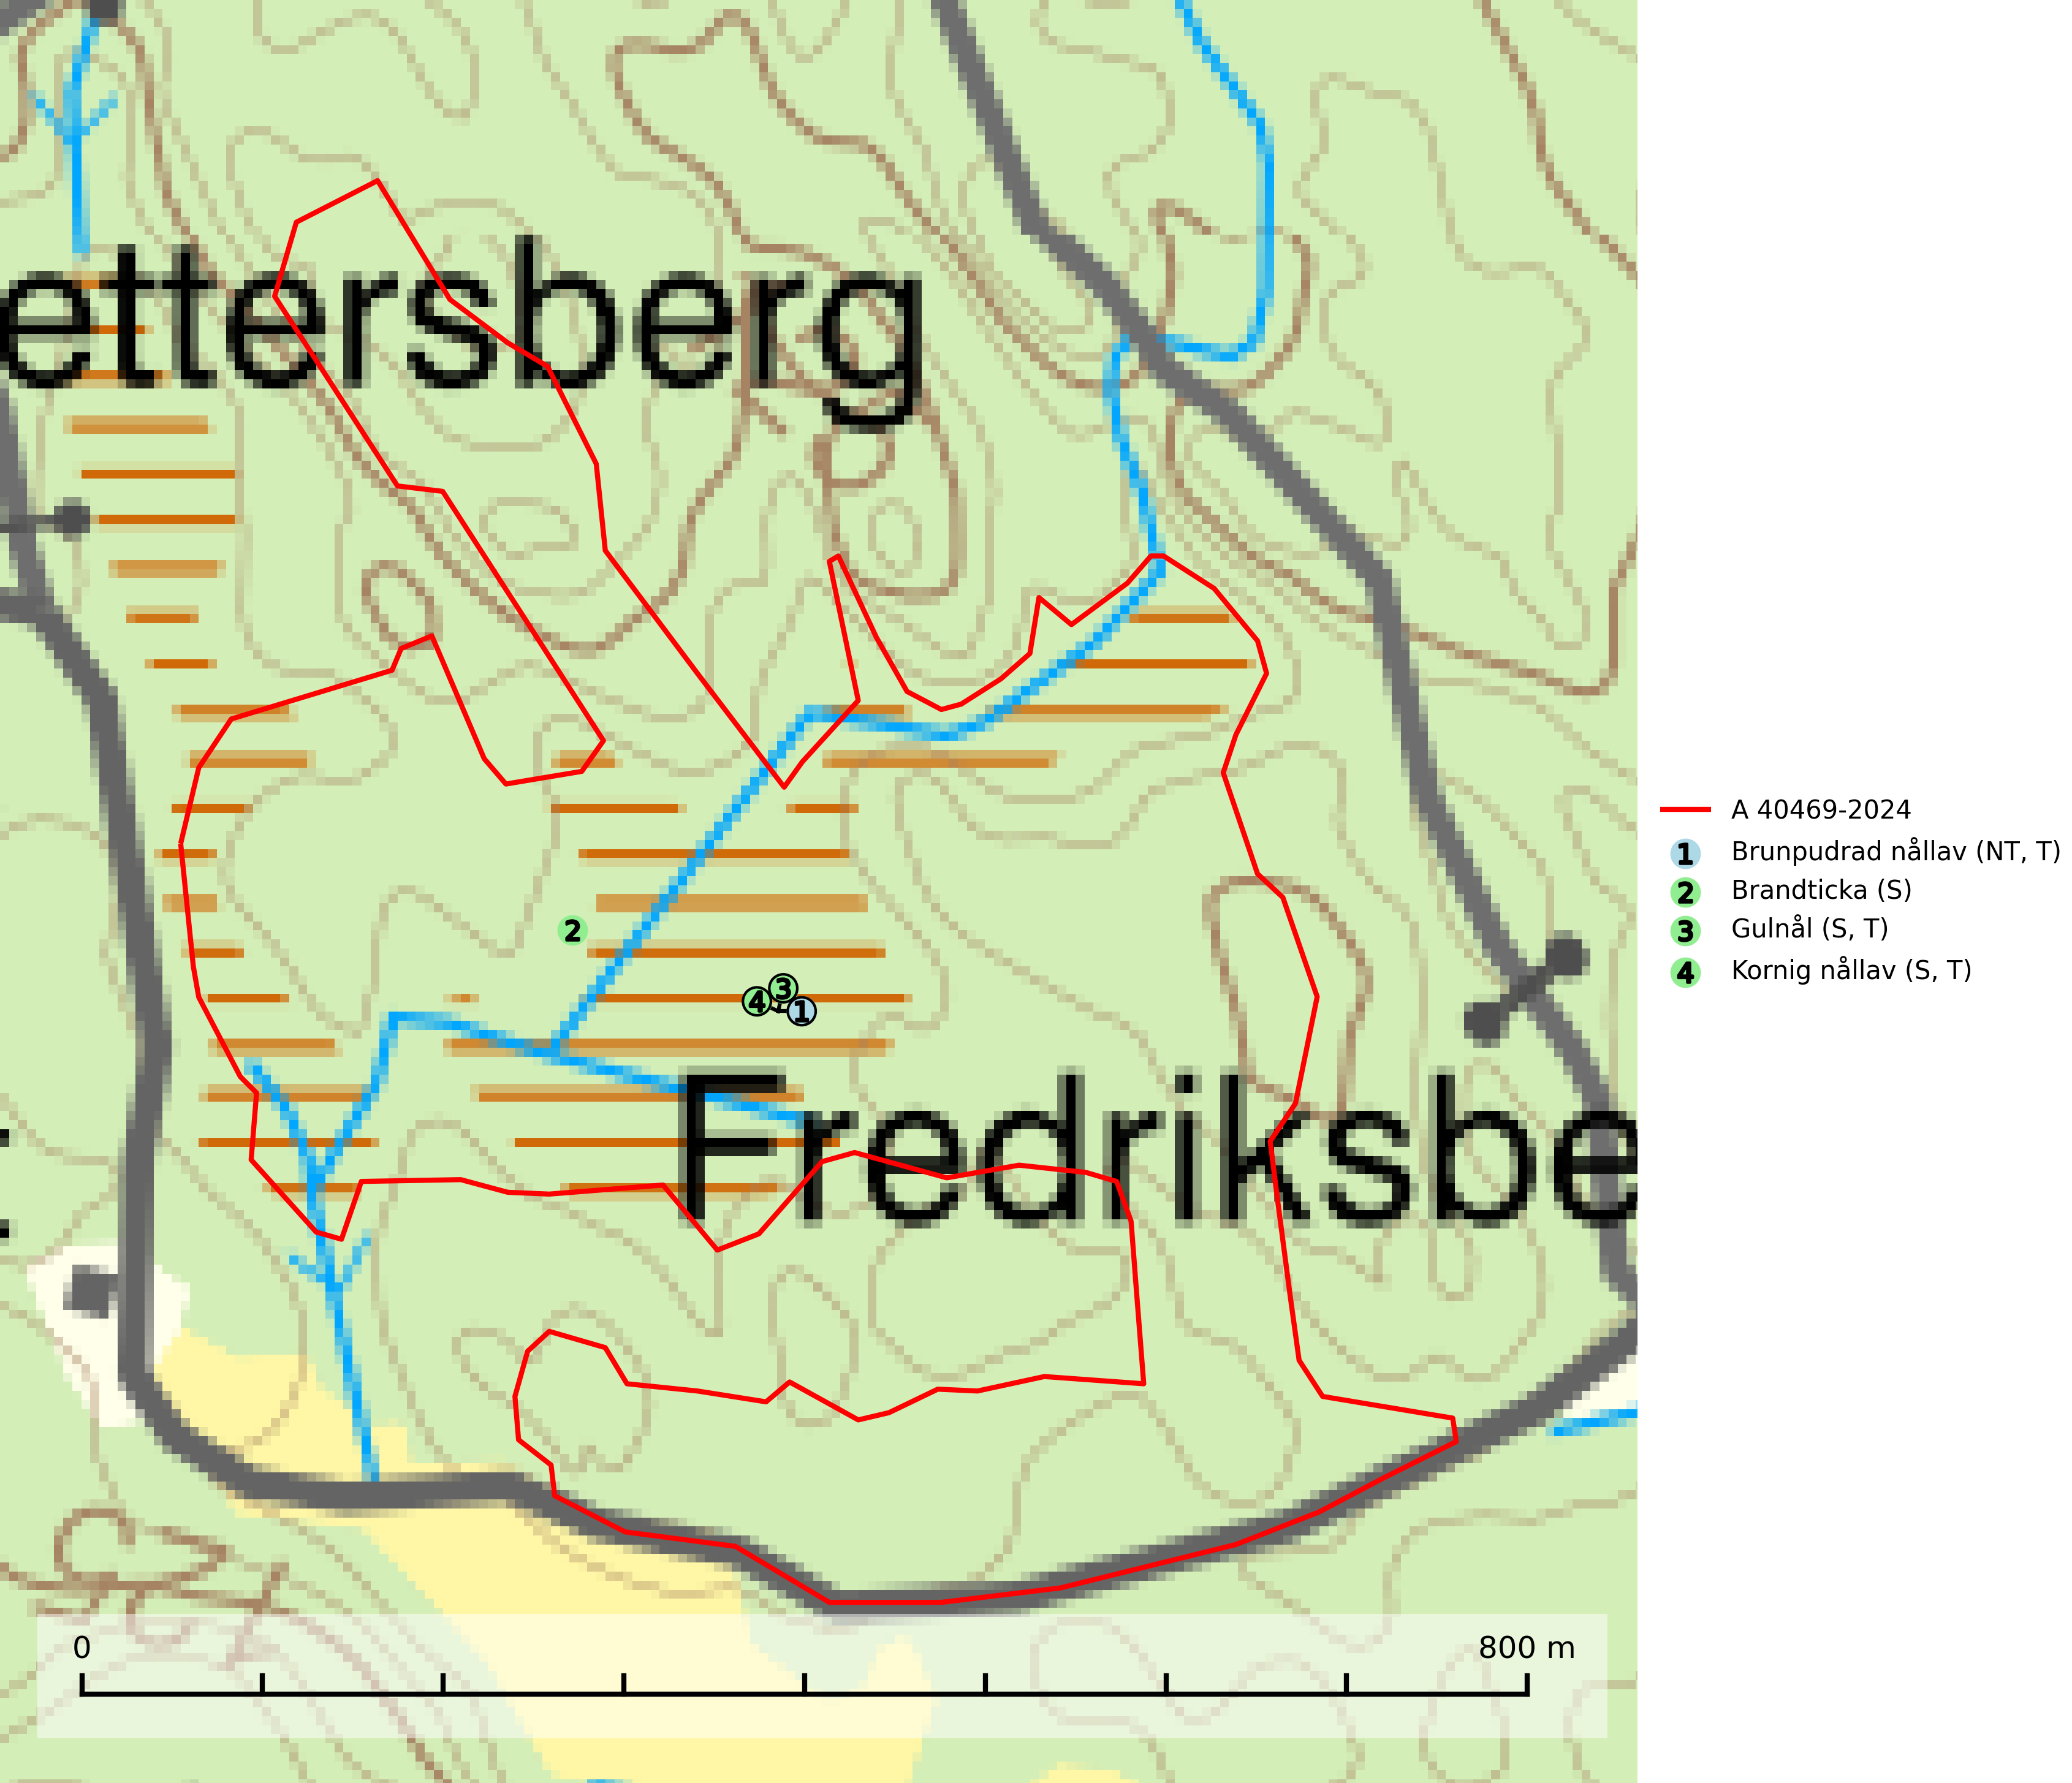 ettersberg
A 40469-2024
1 Brunpudrad nållav (NT, T)
2 Brandticka (S)
3 Gulnål (S, T)
4 Kornig nållav (S, T)
2
3
4
1
Fredriksbe
0 800 m